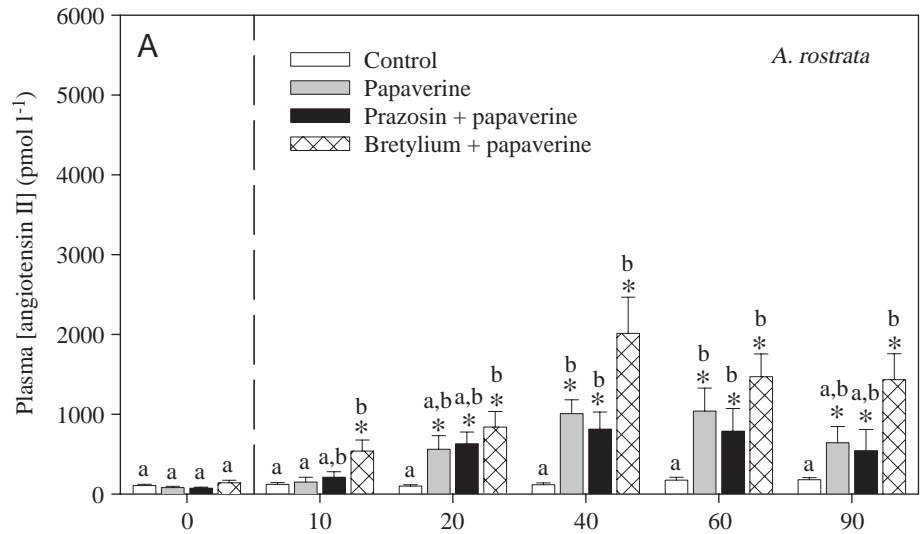 A
A. rostrata
Control
Papaverine
Prazosin + papaverine
Bretylium + papaverine
Plasma [angiotensin II] (pmol l-1)
6000
5000
4000
3000
2000
1000
0
a a a a
a a a,b b
* 
a a,b a,b b
* * *
a b b b
* * *
a b b b
* * *
a a,b a,b b
* * *
0 10 20 40 60 90